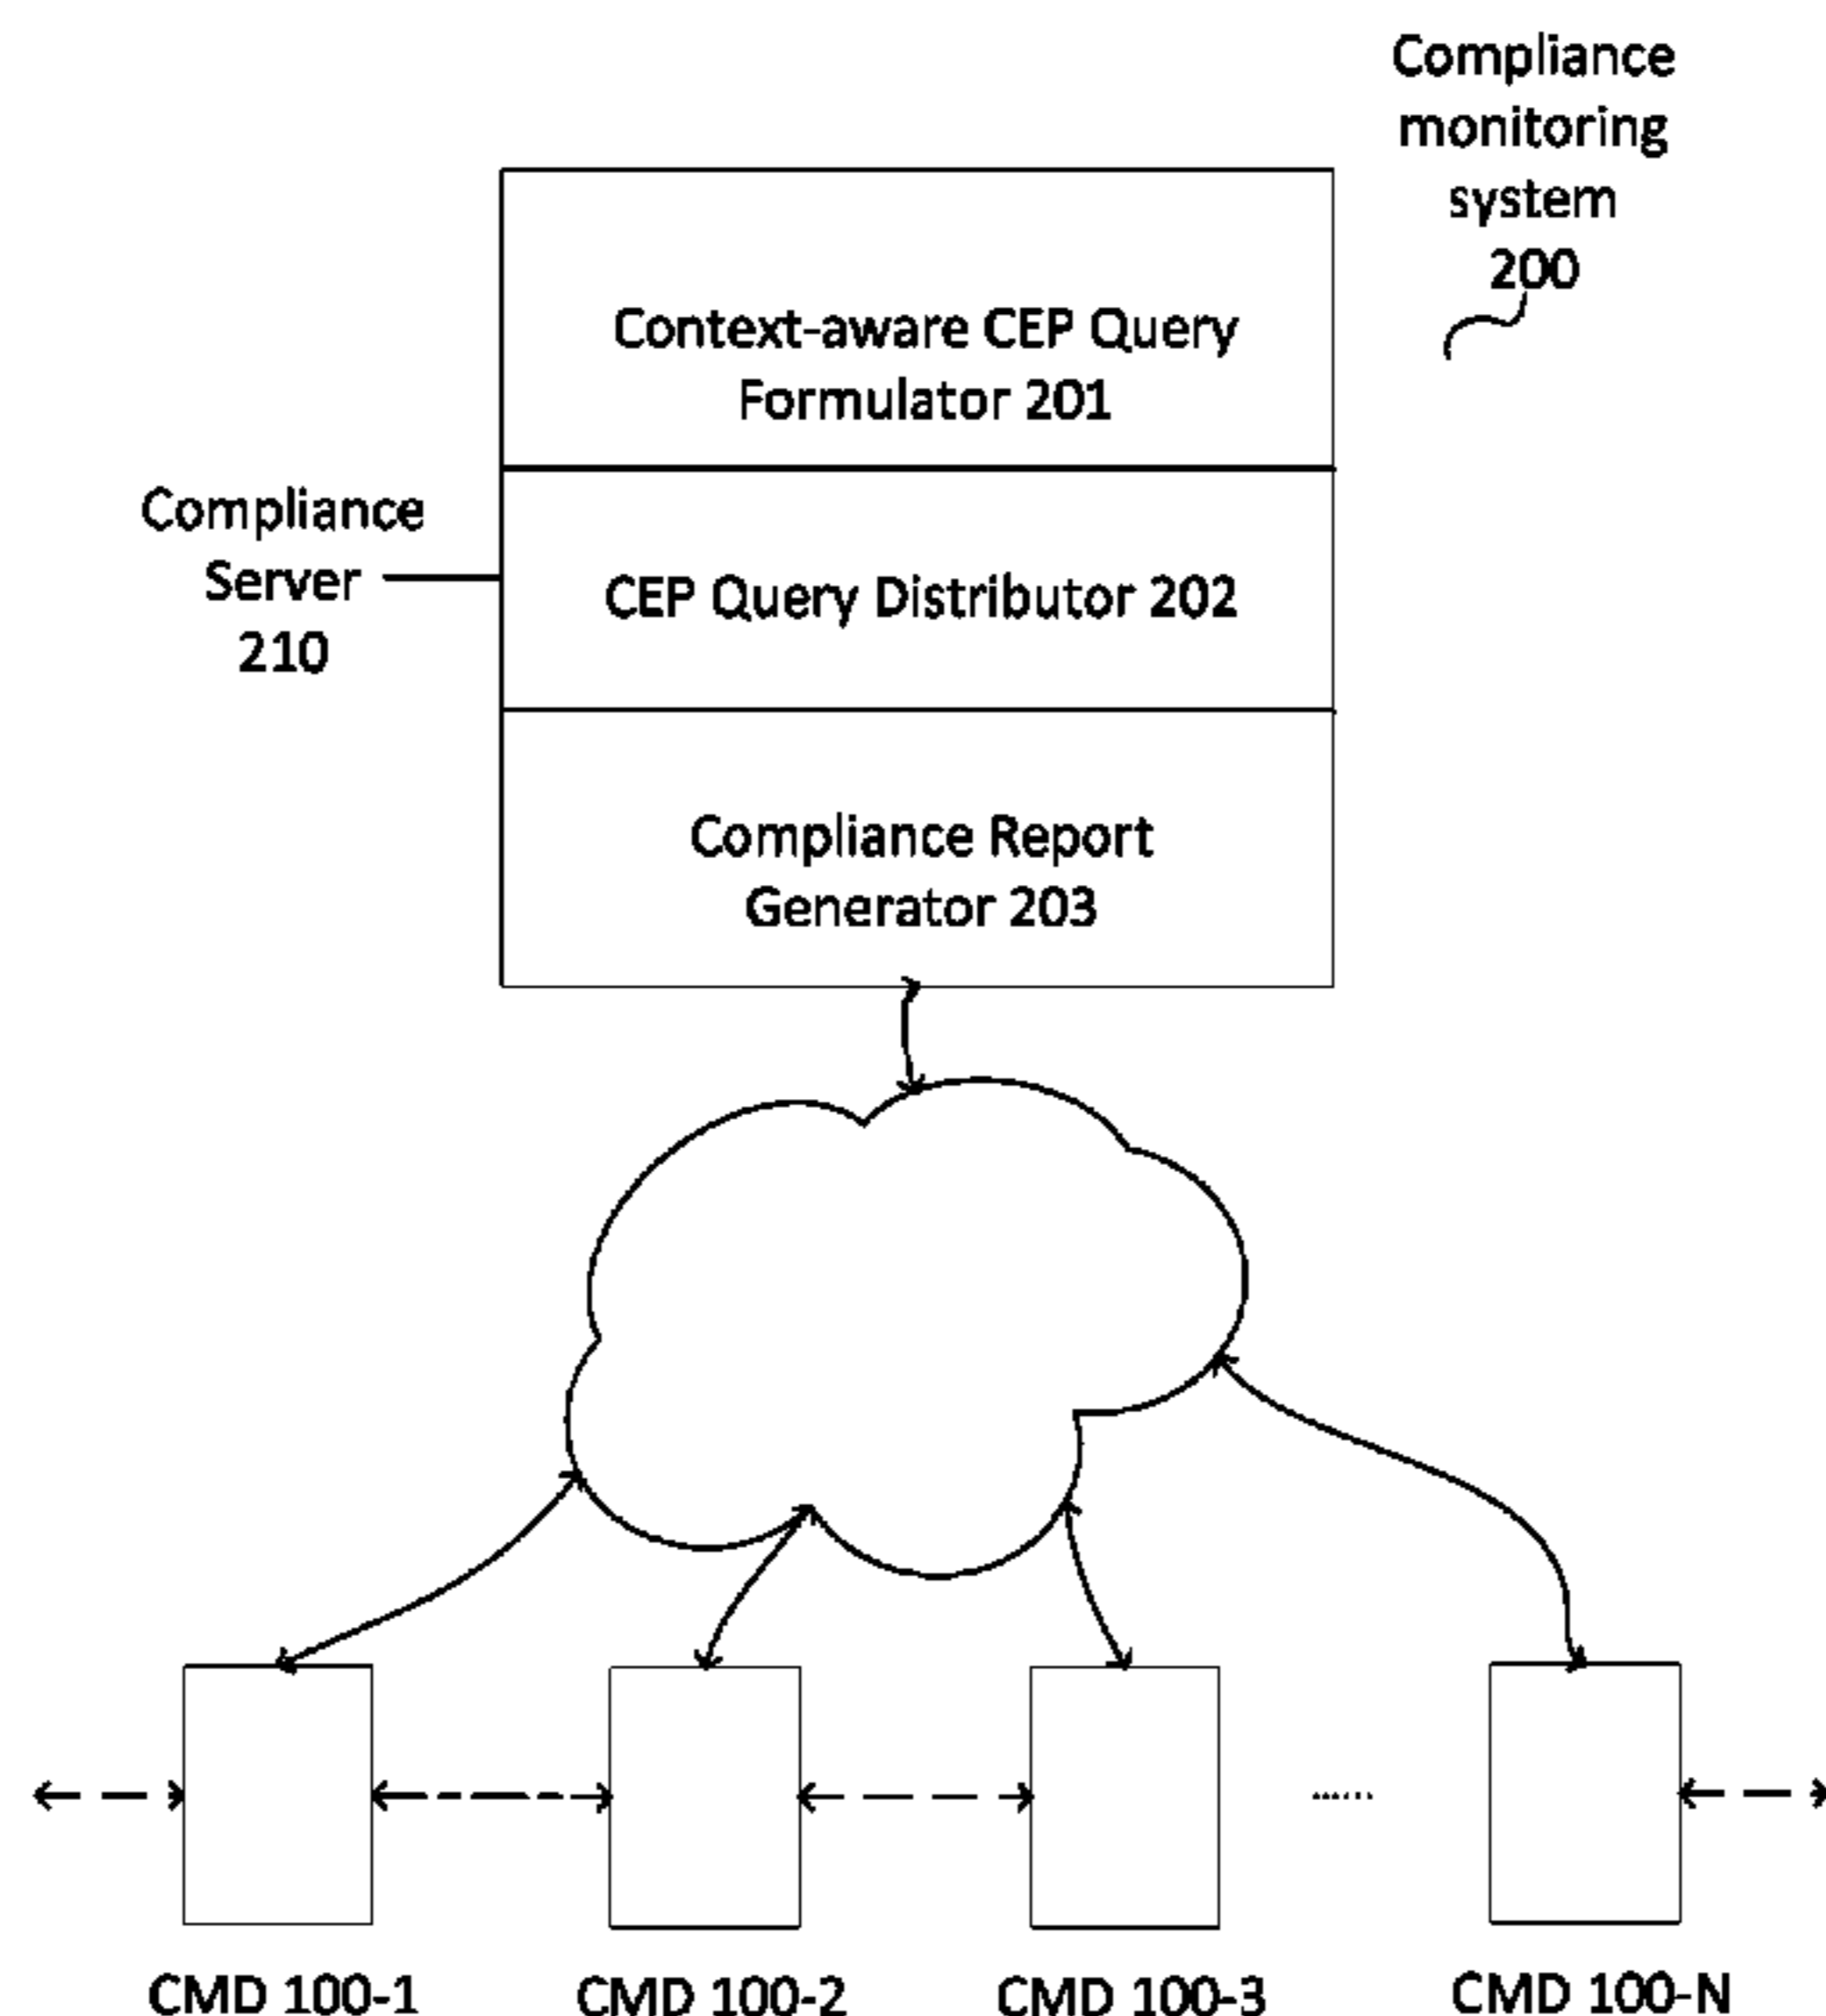 Compliance
monitoring
system
200
Context-aware CEP Query
Formulator 201
Compliance
Server
210
CEP Query Distributor 202
Compliance Report
Generator 203
CMD 100-1
CMD 100-2
CMD 100-3
CMD 100-N